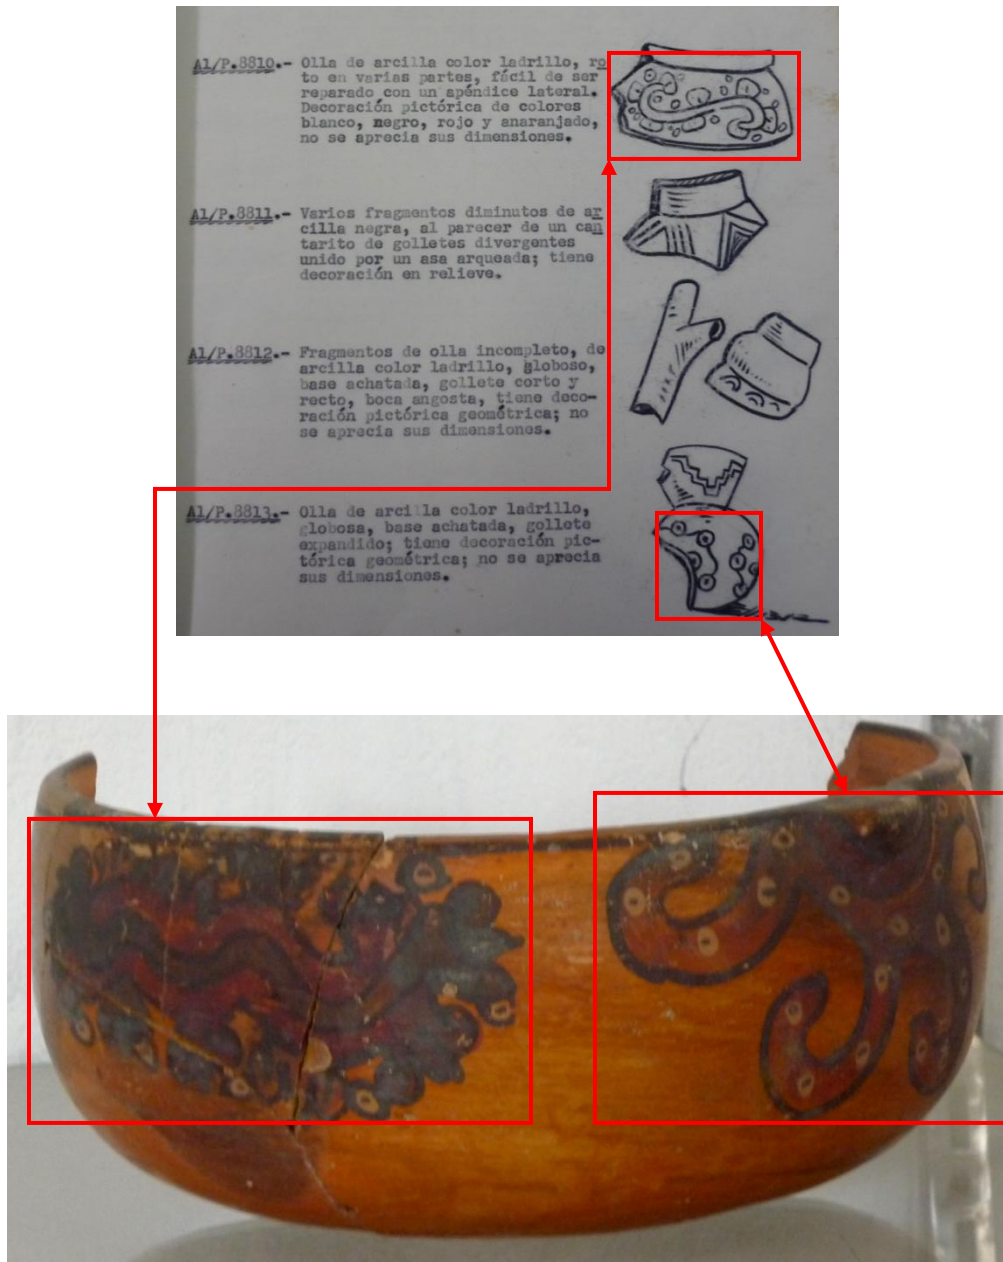 A1/P.8810.- Olla de arcilla color ladrillo, ro
to en varias partes, fácil de ser
reparado con un apéndice lateral.
Decoración pictórica de colores
blanco, negro, rojo y anaranjado,
no se aprecia sus dimensiones.
A1/P.8811.- Varios fragmentos diminutos de ar
cilla negra, al parecer de un can
tarito de golletes divergentes
unido por un asa arqueada; tiene
decoración en relieve.
A1/P.8812.- Fragmentos de olla incompleto, de
arcilla color ladrillo, globoso,
base achatada, gollete corto y
recto, boca angosta, tiene deco-
ración pictórica geométrica; no
se aprecia sus dimensiones.
A1/P.8813.- Olla de arcilla color ladrillo,
globosa, base achatada, gollete
expandido; tiene decoración pic-
tórica geométrica; no se aprecia
sus dimensiones.